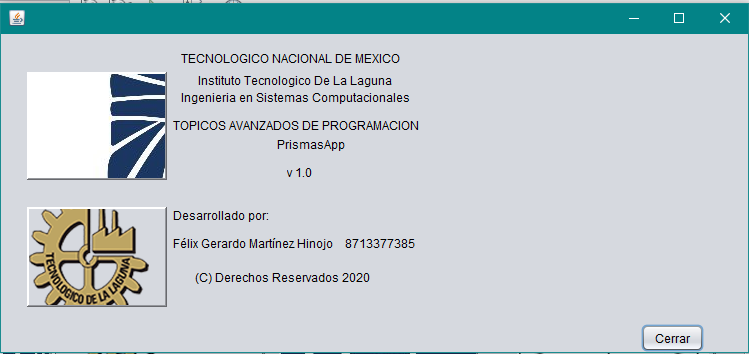 TECNOLOGICO NACIONAL DE MEXICO
Instituto Tecnologico De La Laguna
Ingenieria en Sistemas Computacionales
TOPICOS AVANZADOS DE PROGRAMACION
PrismasApp
v 1.0
TECNOLOGICO DE LA LAGUNA
Desarrollado por:
Félix Gerardo Martínez Hinojo 8713377385
(C) Derechos Reservados 2020
Cerrar